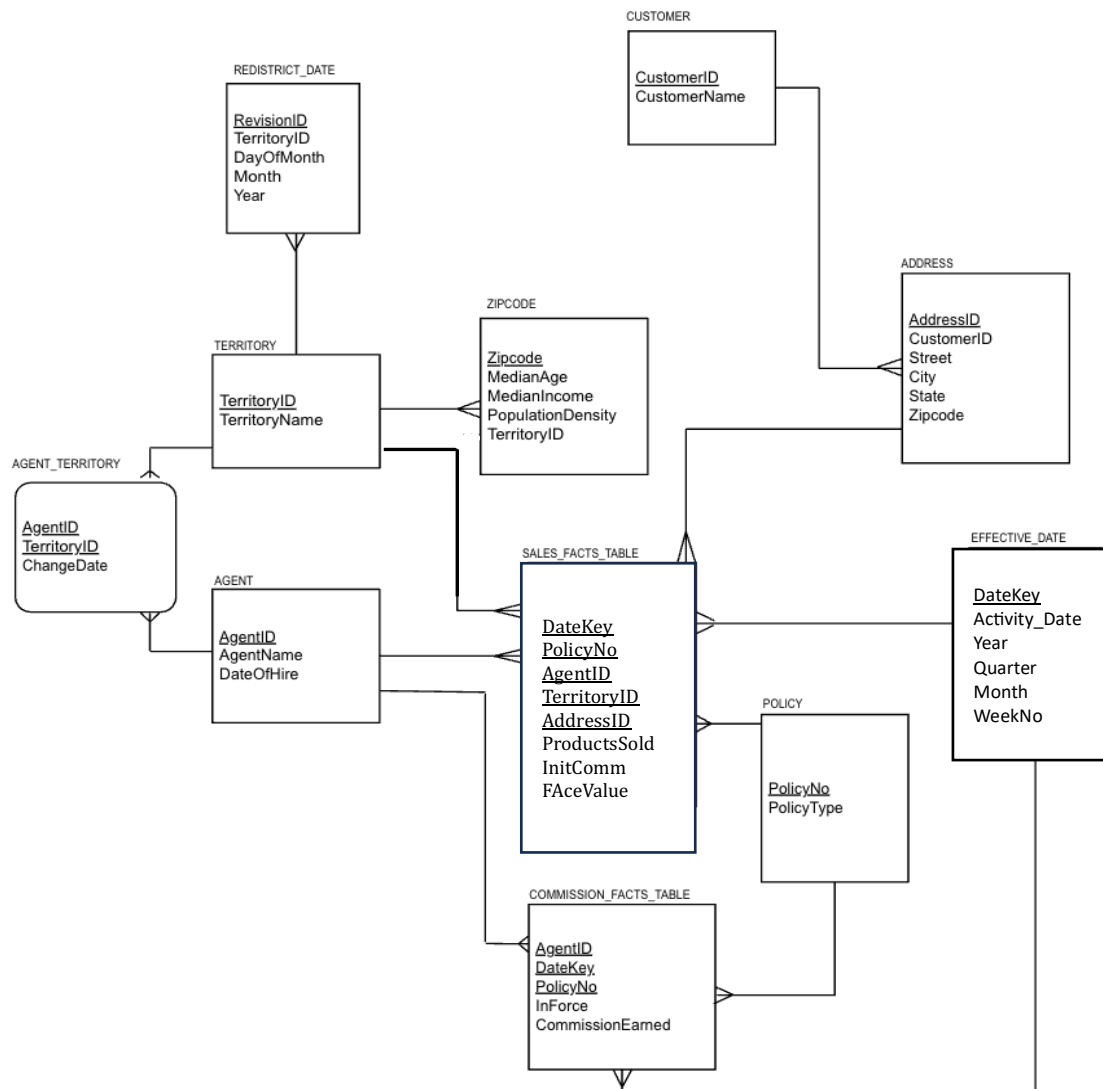 CUSTOMER
CustomerID
CustomerName
REDISTRICT_DATE
RevisionID
TerritoryID
DayOfMonth
Month
Year
ADDRESS
AddressID
CustomerID
Street
City
State
Zipcode
ZIPCODE
Zipcode
MedianAge
MedianIncome
PopulationDensity
TerritoryID
TERRITORY
TerritoryID
TerritoryName
AGENT_TERRITORY
AgentID
TerritoryID
ChangeDate
AGENT
AgentID
AgentName
DateOfHire
SALES_FACTS_TABLE
DateKey
PolicyNo
AgentID
TerritoryID
AddressID
ProductsSold
InitComm
FAceValue
EFFECTIVE_DATE
DateKey
Activity_Date
Year
Quarter
Month
WeekNo
POLICY
PolicyNo
PolicyType
COMMISSION_FACTS_TABLE
AgentID
DateKey
PolicyNo
InForce
CommissionEarned